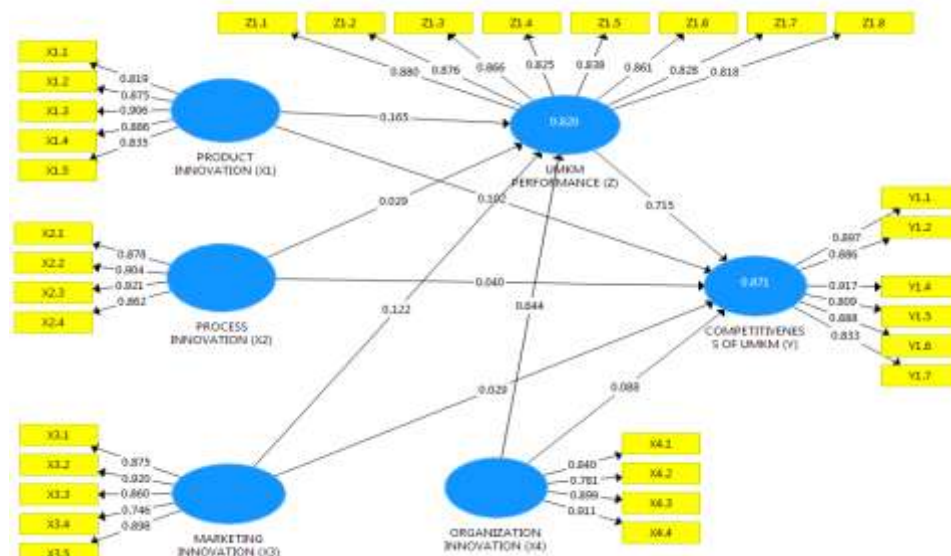 Z1.1
Z1.2
Z1.3
Z1.4
Z1.5
Z1.6
Z1.7
Z1.8
0.880
0.876
0.866
0.825
0.838
0.861
0.828
0.818
X1.1
X1.2
X1.3
X1.4
X1.5
0.819
0.875
0.906
0.886
0.835
PRODUCT
INNOVATION (X1)
0.165
UMKM
PERFORMANCE (Z)
0.029
0.715
X2.1
X2.2
X2.3
X2.4
0.878
0.904
0.921
0.862
PROCESS
INNOVATION (X2)
0.040
0.122
0.644
0.871
COMPETITIVENES
S OF UMKM (Y)
Y1.1
Y1.2
Y1.4
Y1.5
Y1.6
Y1.7
0.897
0.886
0.917
0.809
0.888
0.833
0.029
0.088
X3.1
X3.2
X3.3
X3.4
X3.5
0.875
0.920
0.860
0.746
0.898
MARKETING
INNOVATION (X3)
ORGANIZATION
INNOVATION (X4)
X4.1
X4.2
X4.3
X4.4
0.840
0.781
0.899
0.911